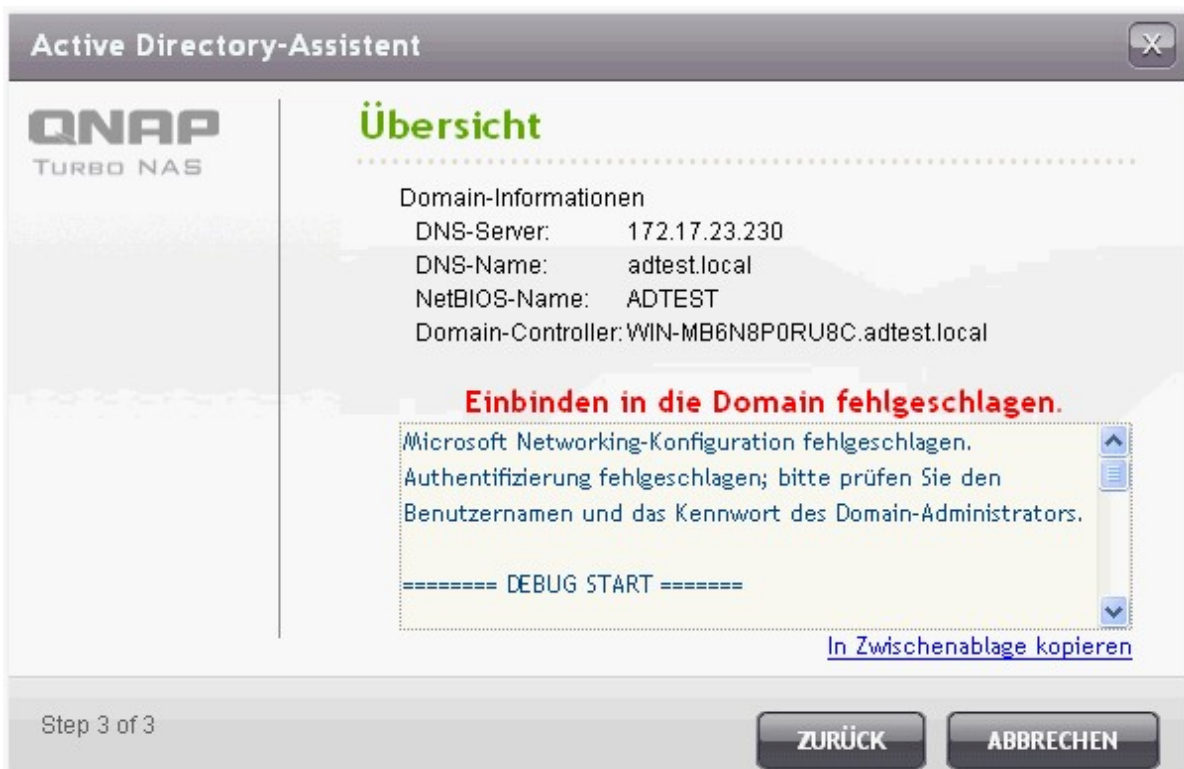 Active Directory-Assistent
X
QNAP
TURBO NAS
Übersicht
Domain-Informationen
DNS-Server: 172.17.23.230
DNS-Name: adtest.local
NetBIOS-Name: ADTEST
Domain-Controller: WIN-MB6N8P0RU8C.adtest.local
Einbinden in die Domain fehlgeschlagen.
Microsoft Networking-Konfiguration fehlgeschlagen.
Authentifizierung fehlgeschlagen; bitte prüfen Sie den
Benutzernamen und das Kennwort des Domain-Administrators.
======== DEBUG START =======
In Zwischenablage kopieren
Step 3 of 3
ZURÜCK
ABBRECHEN